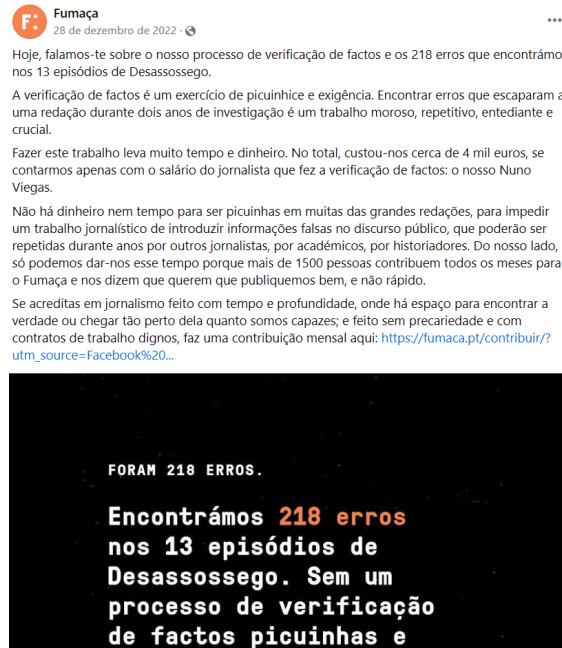 Fumaça
28 de dezembro de 2022 ·
Hoje, falamos-te sobre o nosso processo de verificação de factos e os 218 erros que encontrámo
nos 13 episódios de Desassossego.
A verificação de factos é um exercício de picuinhice e exigência. Encontrar erros que escaparam a
uma redação durante dois anos de investigação é um trabalho moroso, repetitivo, entediante e
crucial.
Fazer este trabalho leva muito tempo e dinheiro. No total, custou-nos cerca de 4 mil euros, se
contarmos apenas com o salário do jornalista que fez a verificação de factos: o nosso Nuno
Viegas.
Não há dinheiro nem tempo para ser picuinhas em muitas das grandes redações, para impedir
um trabalho jornalístico de introduzir informações falsas no discurso público, que poderão ser
repetidas durante anos por outros jornalistas, por académicos, por historiadores. Do nosso lado,
só podemos dar-nos esse tempo porque mais de 1500 pessoas contribuem todos os meses para
o Fumaça e nos dizem que querem que publiquemos bem, e não rápido.
Se acreditas em jornalismo feito com tempo e profundidade, onde há espaço para encontrar a
verdade ou chegar tão perto dela quanto somos capazes; e feito sem precariedade e com
contratos de trabalho dignos, faz uma contribuição mensal aqui: https://fumaca.pt/contribuir/?
utm_source=Facebook%20...
FORAM 218 ERROS.
Encontrámos 218 erros
nos 13 episódios de
Desassossego. Sem um
processo de verificação
de factos picuinhas e